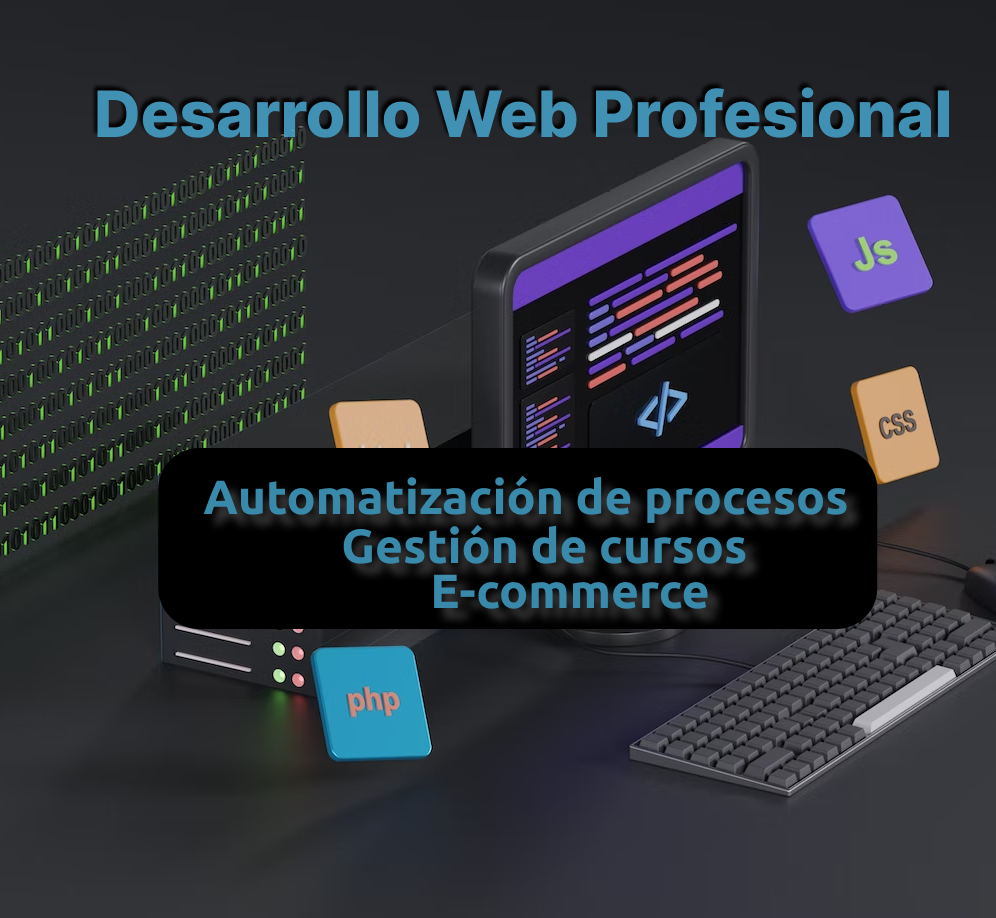 Desarrollo Web Profesional
Js
</>
CSS
Automatización de procesos
Gestión de cursos
E-commerce
php